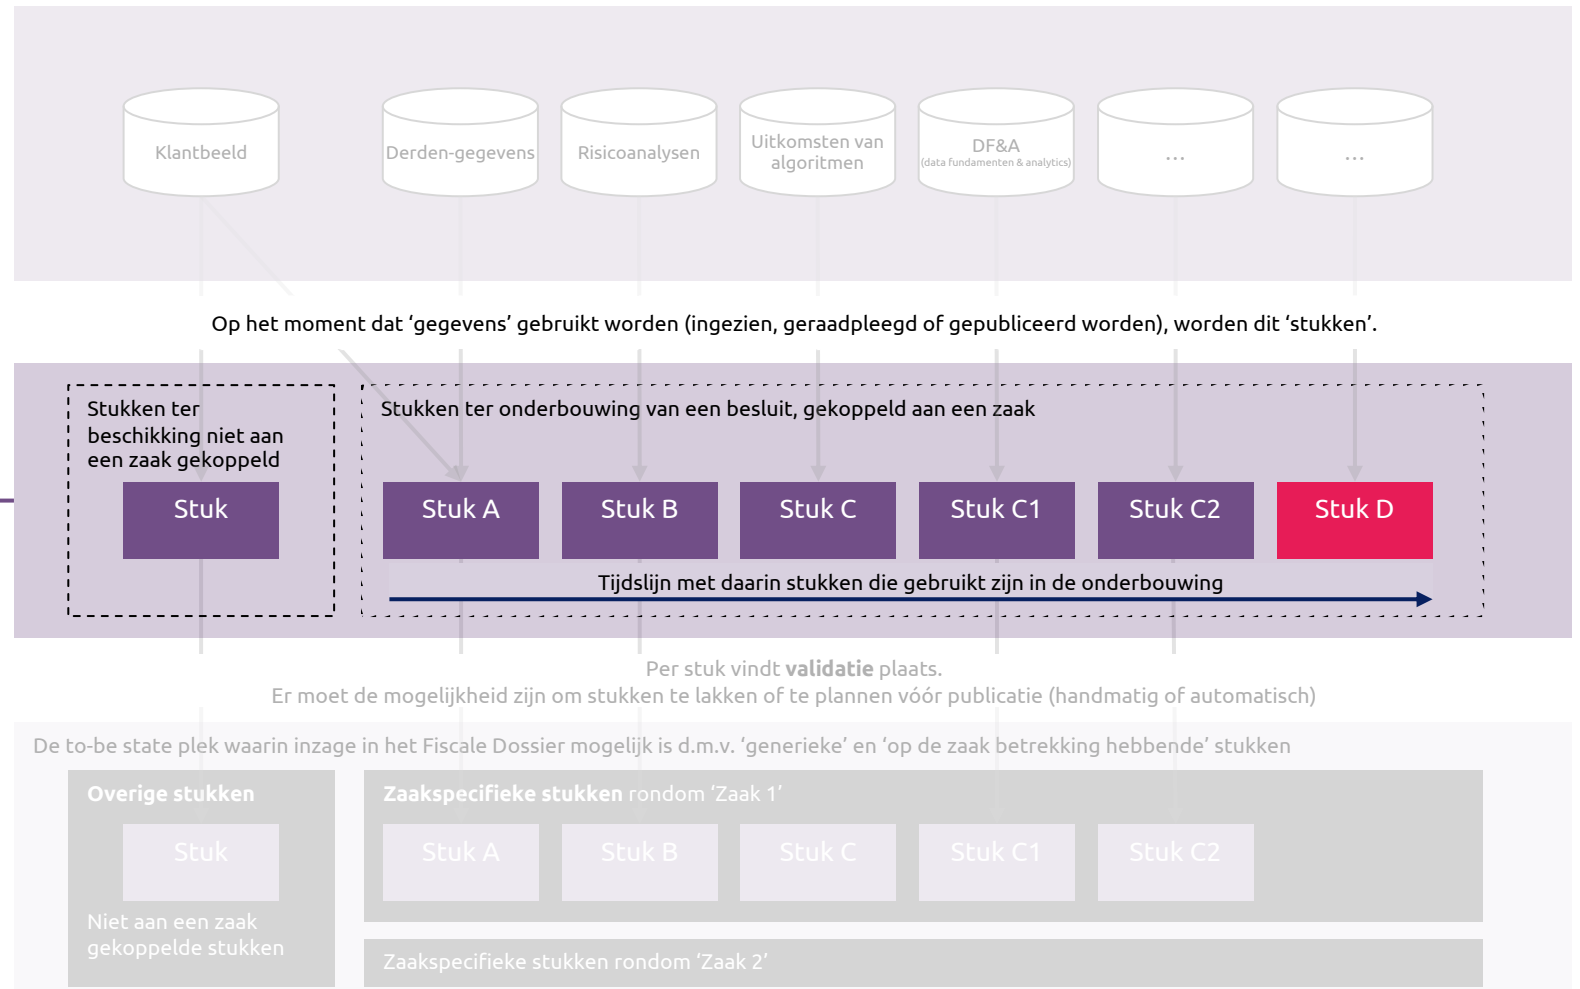 Klantbeeld
Derden-gegevens
Risicoanalysen
Uitkomsten van
algoritmen
DF&A
(data fundamenten & analytics)
...
...
Op het moment dat ‘gegevens’ gebruikt worden (ingezien, geraadpleegd of gepubliceerd worden), worden dit ‘stukken’.
Stukken ter
beschikking niet aan
een zaak gekoppeld
Stuk
Stukken ter onderbouwing van een besluit, gekoppeld aan een zaak
Stuk A
Stuk B
Stuk C
Stuk C1
Stuk C2
Stuk D
Tijdslijn met daarin stukken die gebruikt zijn in de onderbouwing
Per stuk vindt validatie plaats.
Er moet de mogelijkheid zijn om stukken te lakken of te plannen vóór publicatie (handmatig of automatisch)
De to-be state plek waarin inzage in het Fiscale Dossier mogelijk is d.m.v. ‘generieke’ en ‘op de zaak betrekking hebbende’ stukken
Overige stukken
Stuk
Niet aan een zaak
gekoppelde stukken
Zaakspecifieke stukken rondom ‘Zaak 1’
Stuk A
Stuk B
Stuk C
Stuk C1
Stuk C2
Zaakspecifieke stukken rondom ‘Zaak 2’